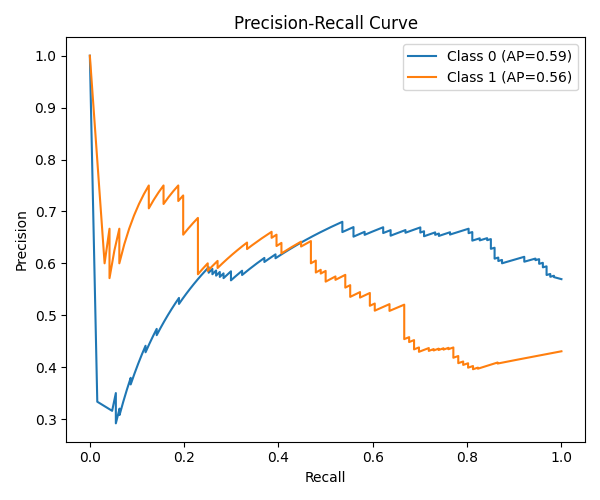 Precision-Recall Curve
Class 0 (AP=0.59)
Class 1 (AP=0.56)
1.0
0.9
0.8
0.7
0.6
0.5
0.4
0.3
Precision
0.0 0.2 0.4 0.6 0.8 1.0
Recall